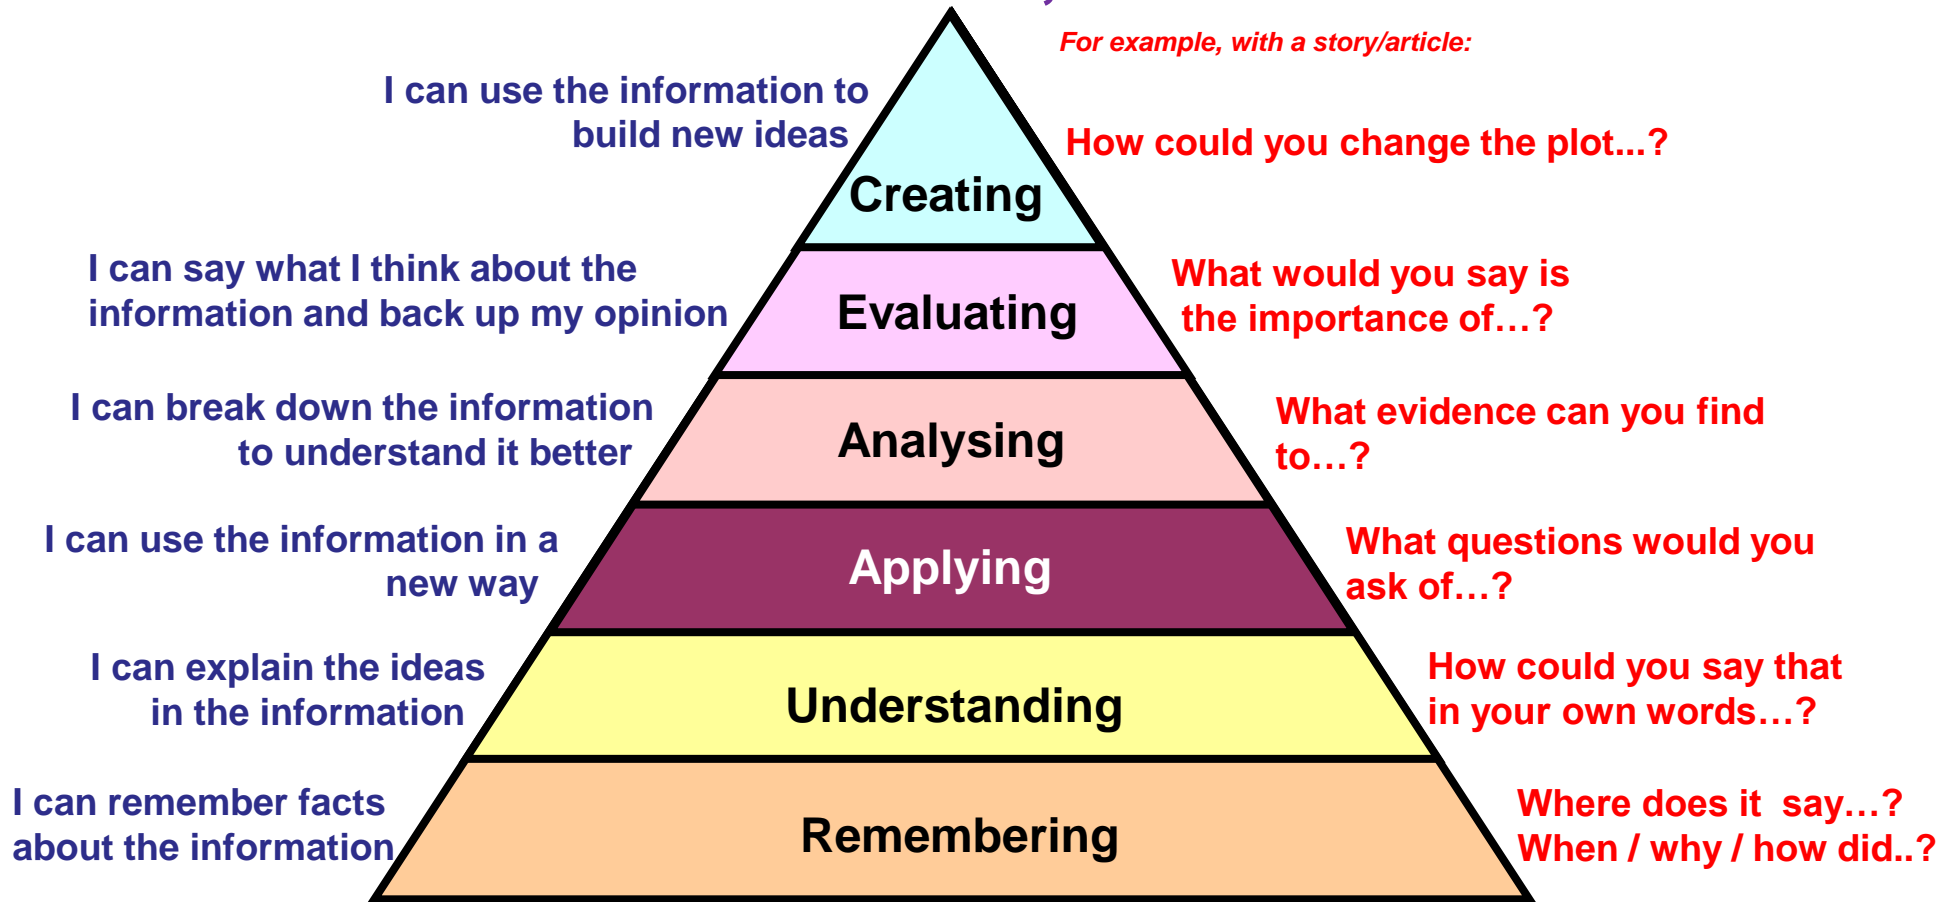 For example, with a story/article:
I can use the information to
build new ideas
How could you change the plot...?
Creating
I can say what I think about the
information and back up my opinion
Evaluating
What would you say is
the importance of…?
I can break down the information
to understand it better
Analysing
What evidence can you find
to…?
I can use the information in a
new way
Applying
What questions would you
ask of…?
I can explain the ideas
in the information
Understanding
How could you say that
in your own words…?
I can remember facts
about the information
Remembering
Where does it say…?
When / why / how did..?